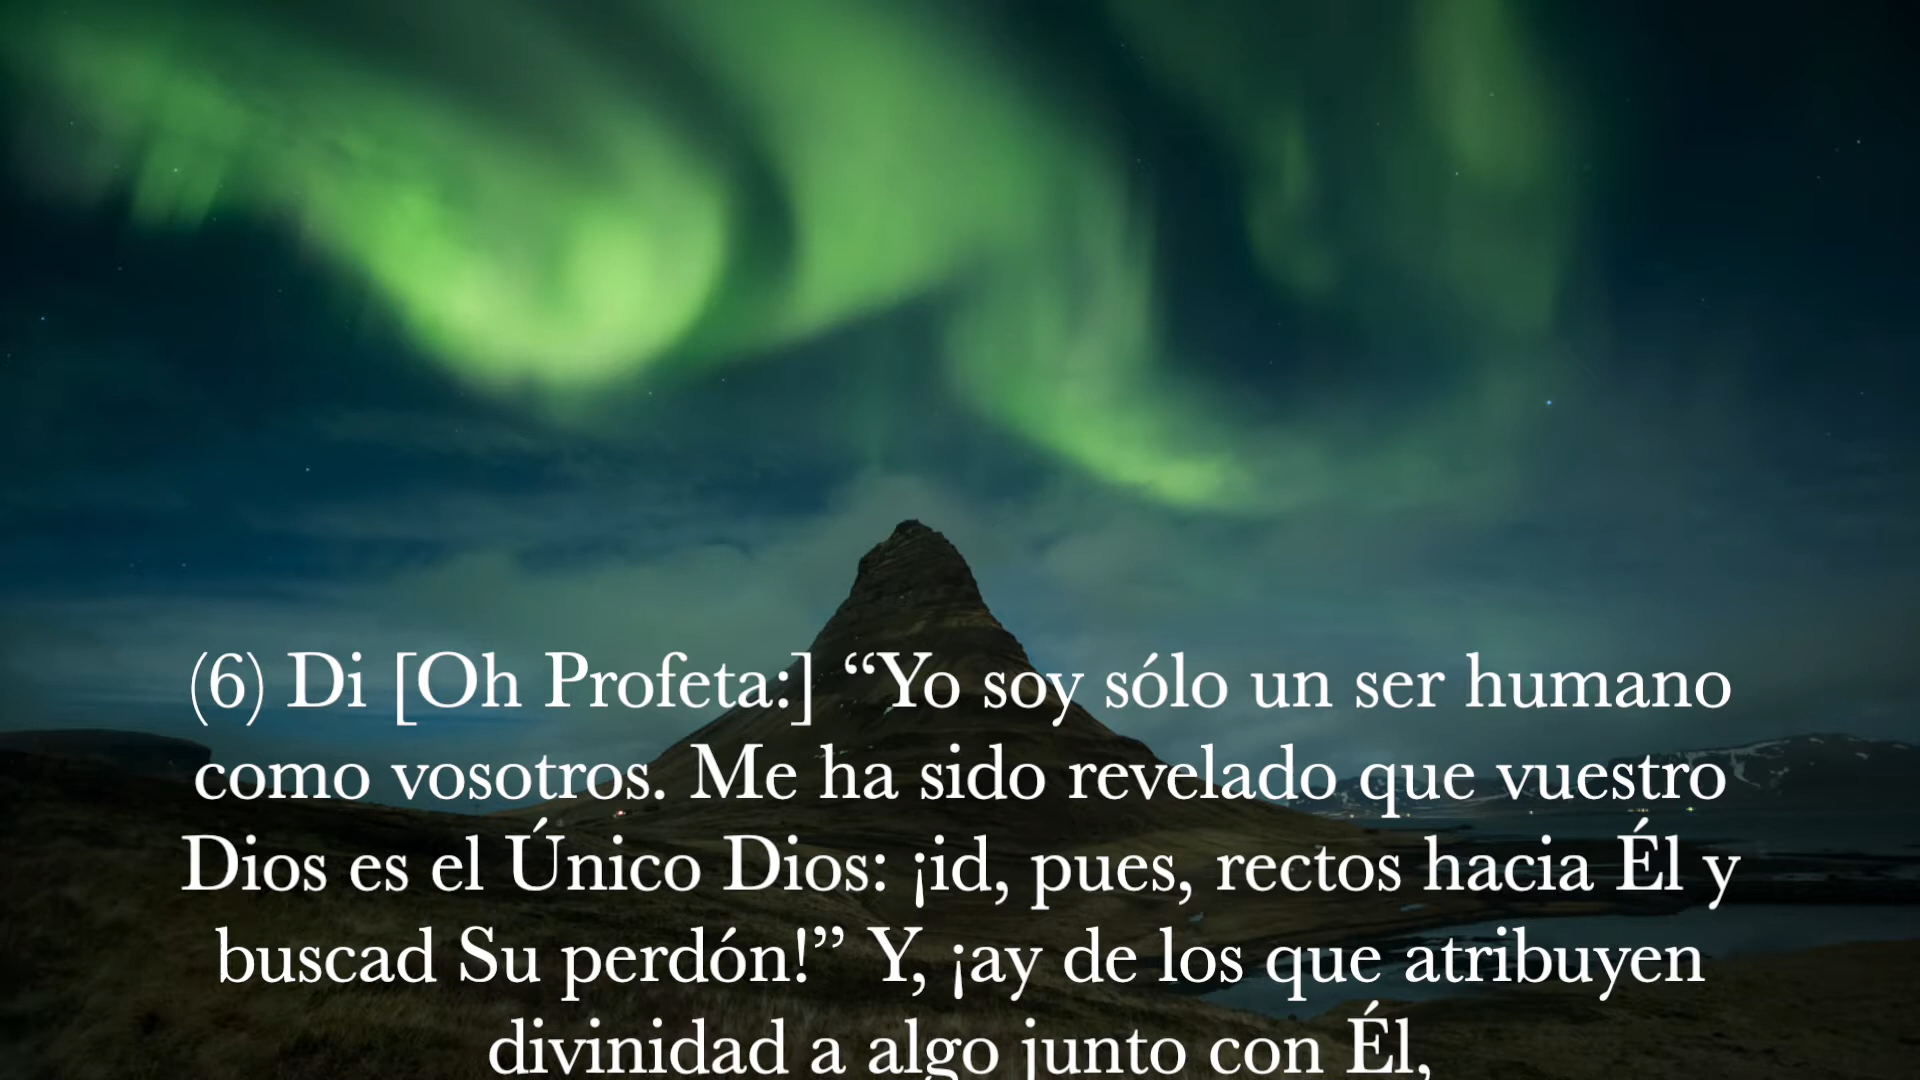 (6) Di [Oh Profeta:] “Yo soy sólo un ser humano
como vosotros. Me ha sido revelado que vuestro
Dios es el Único Dios: ¡id, pues, rectos hacia Él y
buscad Su perdón!” Y, ¡ay de los que atribuyen
divinidad a algo junto con Él,